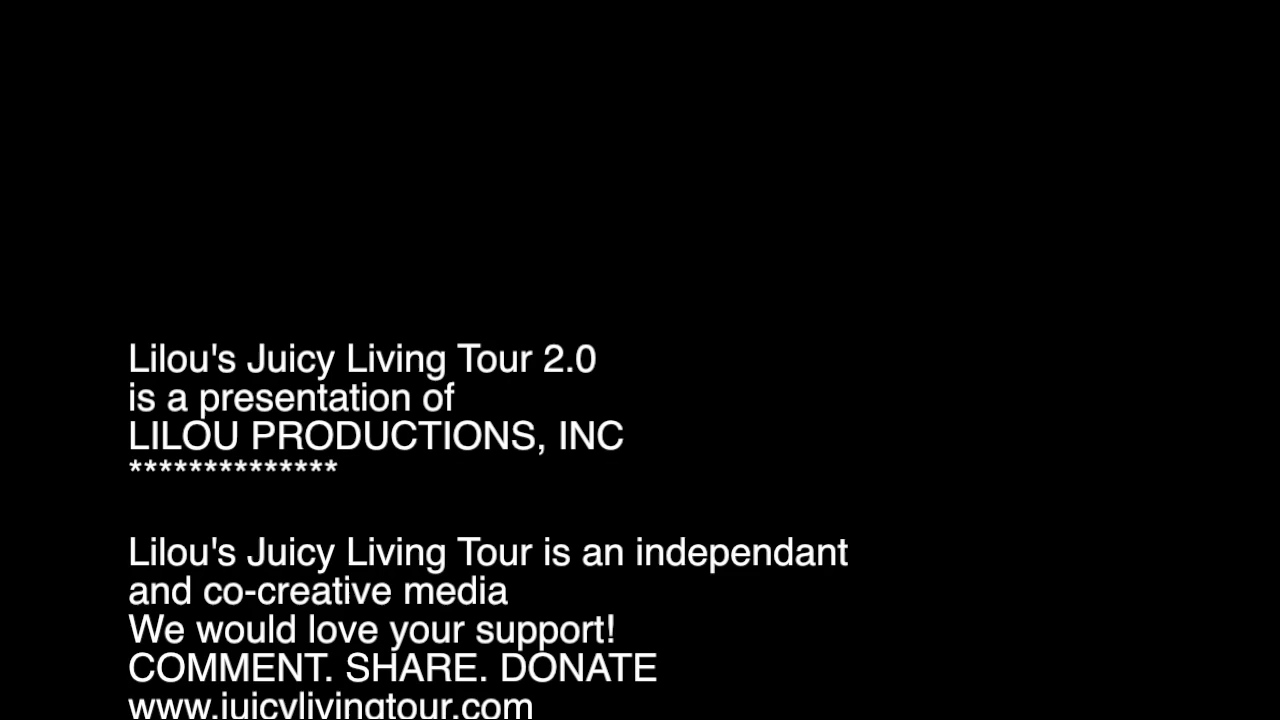 Lilou's Juicy Living Tour 2.0
is a presentation of
LILOU PRODUCTIONS, INC
**************
Lilou's Juicy Living Tour is an independant
and co-creative media
We would love your support!
COMMENT. SHARE. DONATE
www.juicylivingtour.com